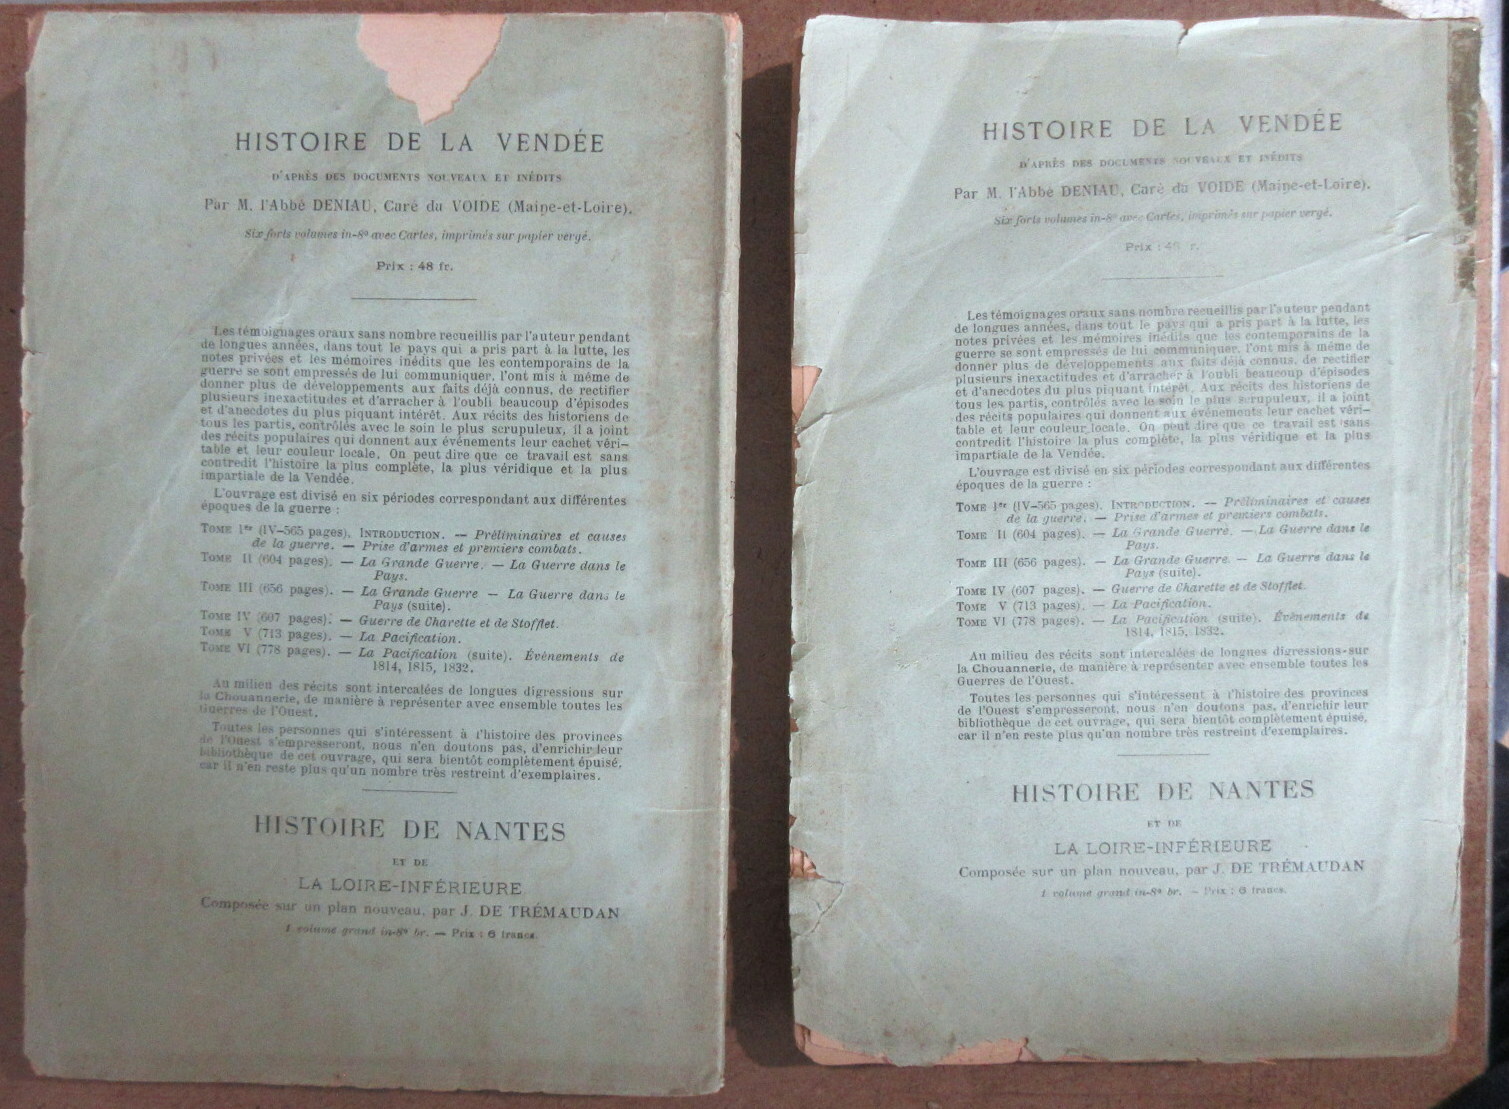 HISTOIRE DE LA VENDÉE
D'APRÈS DES DOCUMENTS NOUVEAUX ET INÉDITS
Par M. l'Abbé DENIAU, Curé du VOIDE (Maine-et-Loire).
Six forts volumes in-8º avec Cartes, imprimés sur papier vergé.
Prix : 48 fr.
Les témoignages oraux sans nombre recueillis par l'auteur pendant
de longues années, dans tout le pays qui a pris part à la lutte, les
notes privées et les mémoires inédits que les contemporains de la
guerre se sont empressés de lui communiquer, l'ont mis à même de
donner plus de développements aux faits déjà connus, de rectifier
plusieurs inexactitudes et d'arracher à l'oubli beaucoup d'épisodes
et d'anecdotes du plus piquant intérêt. Aux récits des historiens de
tous les partis, contrôlés avec le soin le plus scrupuleux, il a joint
des récits populaires qui donnent aux événements leur cachet véri-
table et leur couleur locale. On peut dire que ce travail est sans
contredit l'histoire la plus complète, la plus véridique et la plus
impartiale de la Vendée.
L'ouvrage est divisé en six périodes correspondant aux différentes
époques de la guerre :
TOME Ier (IV-565 pages). INTRODUCTION. — Préliminaires et causes
de la guerre. — Prise d'armes et premiers combats.
TOME II (604 pages). — La Grande Guerre. — La Guerre dans le
Pays.
TOME III (656 pages). — La Grande Guerre — La Guerre dans le
Pays (suite).
TOME IV (607 pages). — Guerre de Charette et de Stofflet.
TOME V (713 pages). — La Pacification.
TOME VI (778 pages). — La Pacification (suite). Évènements de
1814, 1815, 1832.
Au milieu des récits sont intercalées de longues digressions sur
la Chouannerie, de manière à représenter avec ensemble toutes les
Guerres de l'Ouest.
Toutes les personnes qui s'intéressent à l'histoire des provinces
de l'Ouest s'empresseront, nous n'en doutons pas, d'enrichir leur
bibliothèque de cet ouvrage, qui sera bientôt complètement épuisé,
car il n'en reste plus qu'un nombre très restreint d'exemplaires.
HISTOIRE DE NANTES
ET DE
LA LOIRE-INFÉRIEURE
Composée sur un plan nouveau, par J. DE TRÉMAUDAN
1 volume grand in-8º br. — Prix : 6 francs.
HISTOIRE DE LA VENDÉE
D'APRÈS DES DOCUMENTS NOUVEAUX ET INÉDITS
Par M. l'Abbé DENIAU, Curé du VOIDE (Maine-et-Loire).
Six forts volumes in-8º avec Cartes, imprimés sur papier vergé.
Prix : r.
Les témoignages oraux sans nombre recueillis par l'auteur pendant
de longues années, dans tout le pays qui a pris part à la lutte, les
notes privées et les mémoires inédits que les contemporains de la
guerre se sont empressés de lui communiquer, l'ont mis à même de
donner plus de développements aux faits déjà connus, de rectifier
plusieurs inexactitudes et d'arracher à l'oubli beaucoup d'épisodes
et d'anecdotes du plus piquant intérêt. Aux récits des historiens de
tous les partis, contrôlés avec le soin le plus scrupuleux, il a joint
des récits populaires qui donnent aux événements leur cachet véri-
table et leur couleur locale. On peut dire que ce travail est sans
contredit l'histoire la plus complète, la plus véridique et la plus
impartiale de la Vendée.
L'ouvrage est divisé en six périodes correspondant aux différentes
époques de la guerre :
TOME Ier (IV-565 pages). INTRODUCTION. — Préliminaires et causes
de la guerre. — Prise d'armes et premiers combats.
TOME II (604 pages). — La Grande Guerre. — La Guerre dans le
Pays.
TOME III (656 pages). — La Grande Guerre — La Guerre dans le
Pays (suite).
TOME IV (607 pages). — Guerre de Charette et de Stofflet.
TOME V (713 pages). — La Pacification.
TOME VI (778 pages). — La Pacification (suite). Évènements de
1814, 1815, 1832.
Au milieu des récits sont intercalées de longues digressions sur
la Chouannerie, de manière à représenter avec ensemble toutes les
Guerres de l'Ouest.
Toutes les personnes qui s'intéressent à l'histoire des provinces
de l'Ouest s'empresseront, nous n'en doutons pas, d'enrichir leur
bibliothèque de cet ouvrage, qui sera bientôt complètement épuisé,
car il n'en reste plus qu'un nombre très restreint d'exemplaires.
HISTOIRE DE NANTES
ET DE
LA LOIRE-INFÉRIEURE
Composée sur un plan nouveau, par J. DE TRÉMAUDAN
1 volume grand in-8º br. — Prix : 6 francs.